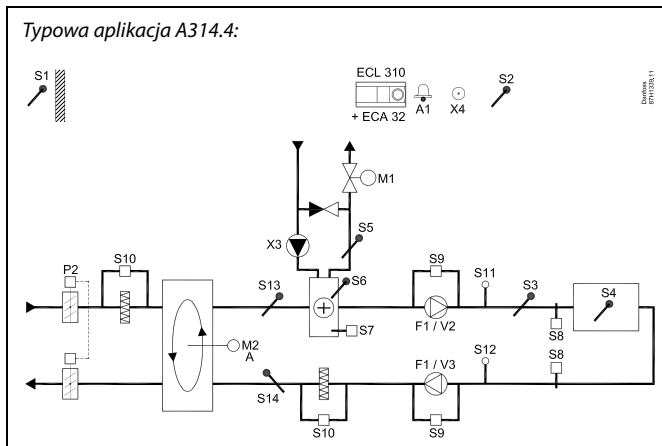 Typowa aplikacja A314.4:
S1
ECL 310
+ ECA 32
A1
X4
S2
Danfoss
87H1339.11
M1
X3
S5
P2
S10
S13
S6
S9
S11
S3
S4
M2
A
S7
F1 / V2
S8
S14
S10
F1 / V3
S9
S12
S8